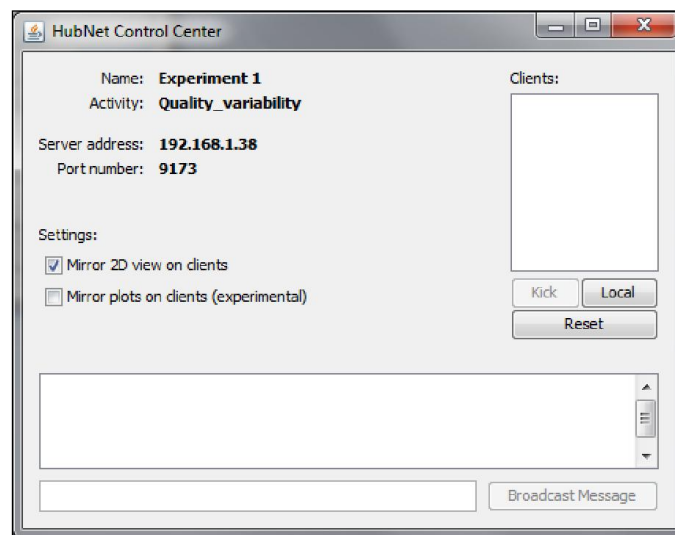 HubNet Control Center
Name: Experiment 1
Activity: Quality_variability
Server address: 192.168.1.38
Port number: 9173
Clients:
Settings:
Mirror 2D view on clients
Mirror plots on clients (experimental)
Kick Local
Reset
Broadcast Message